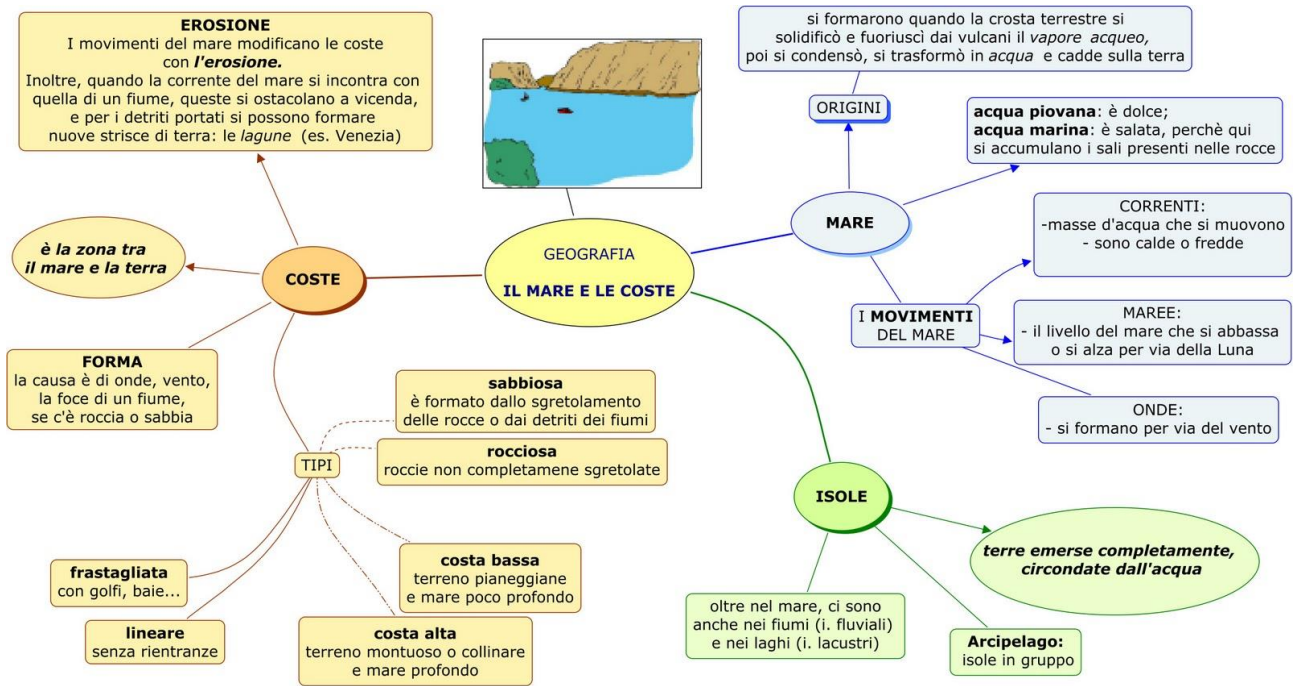 EROSIONE
I movimenti del mare modificano le coste
con l'erosione.
Inoltre, quando la corrente del mare si incontra con
quella di un fiume, queste si ostacolano a vicenda,
e per i detriti portati si possono formare
nuove strisce di terra: le lagune (es. Venezia)
si formarono quando la crosta terrestre si
solidificò e fuoriuscì dai vulcani il vapore acqueo,
poi si condensò, si trasformò in acqua e cadde sulla terra
ORIGINI
acqua piovana: è dolce;
acqua marina: è salata, perchè qui
si accumulano i sali presenti nelle rocce
MARE
CORRENTI:
-masse d'acqua che si muovono
- sono calde o fredde
I MOVIMENTI
DEL MARE
MAREE:
- il livello del mare che si abbassa
o si alza per via della Luna
ONDE:
- si formano per via del vento
GEOGRAFIA
IL MARE E LE COSTE
COSTE
è la zona tra
il mare e la terra
FORMA
la causa è di onde, vento,
la foce di un fiume,
se c'è roccia o sabbia
TIPI
sabbiosa
è formato dallo sgretolamento
delle rocce o dai detriti dei fiumi
rocciosa
roccie non completamene sgretolate
frastagliata
con golfi, baie...
lineare
senza rientranze
costa bassa
terreno pianeggiane
e mare poco profondo
costa alta
terreno montuoso o collinare
e mare profondo
ISOLE
terre emerse completamente,
circondate dall'acqua
oltre nel mare, ci sono
anche nei fiumi (i. fluviali)
e nei laghi (i. lacustri)
Arcipelago:
isole in gruppo